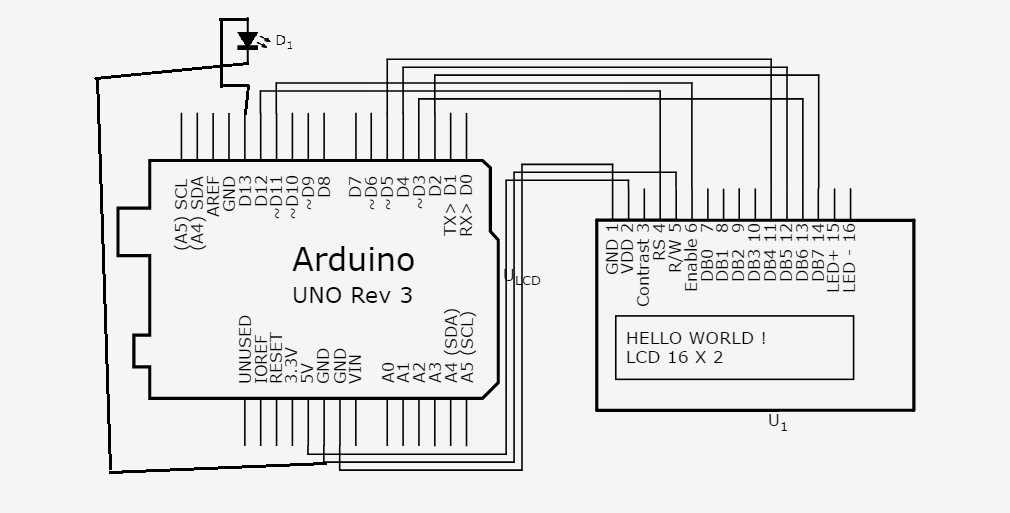 D1
(A5) SCL
(A4) SDA
AREF
GND
D13
D12
~D11
~D10
~D9
D8
D7
~D6
~D5
D4
~D3
D2
TX> D1
RX> D0
Arduino
UNO Rev 3
ULCD
UNUSED
IOREF
RESET
3.3V
5V
GND
GND
VIN
A0
A1
A2
A3
A4 (SDA)
A5 (SCL)
GND 1
VDD 2
Contrast 3
RS 4
R/W 5
Enable 6
DB0 7
DB1 8
DB2 9
DB3 10
DB4 11
DB5 12
DB6 13
DB7 14
LED+ 15
LED - 16
HELLO WORLD !
LCD 16 X 2
U1